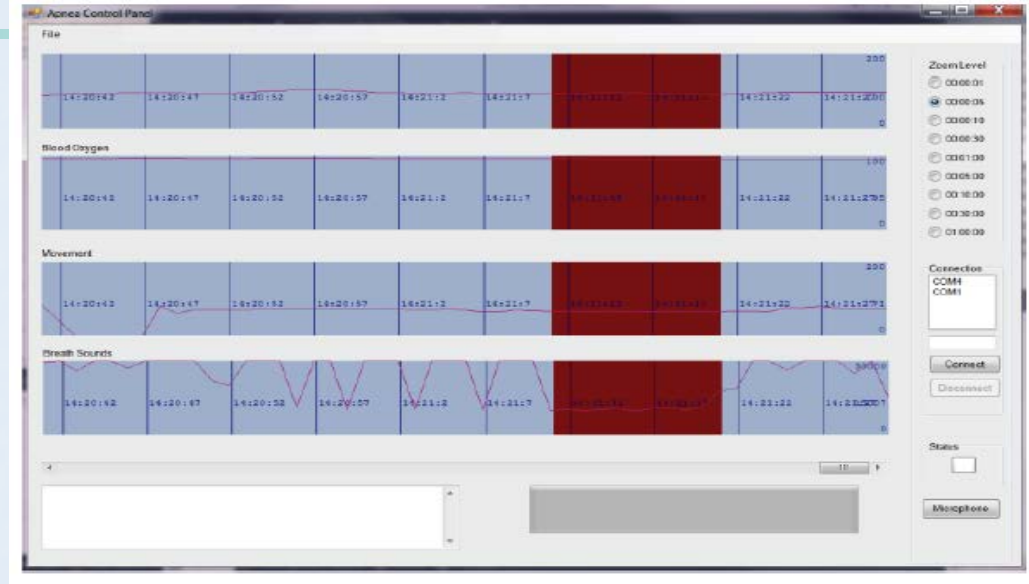 Apnea Control Panel
File
200
14:20:42 14:20:47 14:20:52 14:20:57 14:21:2 14:21:7 14:21:22
0
Blood Oxygen
100
14:20:42 14:20:47 14:20:52 14:20:57 14:21:2 14:21:7 14:21:22
0
Movement
200
14:20:42 14:20:47 14:20:52 14:20:57 14:21:2 14:21:7 14:21:22
0
Breath Sounds
14:20:42 14:20:47 14:20:52 14:20:57 14:21:2 14:21:7 14:21:22
0
Zoom Level
00:00:01
00:00:05
00:00:10
00:00:30
00:01:00
00:05:00
00:10:00
00:30:00
01:00:00
Connection
COM4
COM1
Connect
Disconnect
Status
Microphone